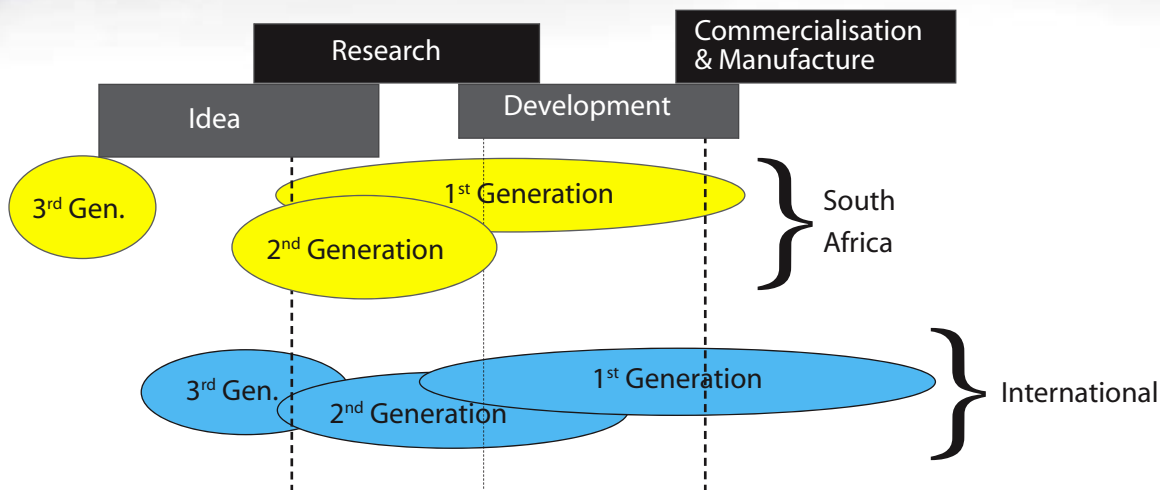 Research
Commercialisation
& Manufacture
Idea
Development
3rd Gen.
1st Generation
2nd Generation
South
Africa
3rd Gen.
1st Generation
2nd Generation
International